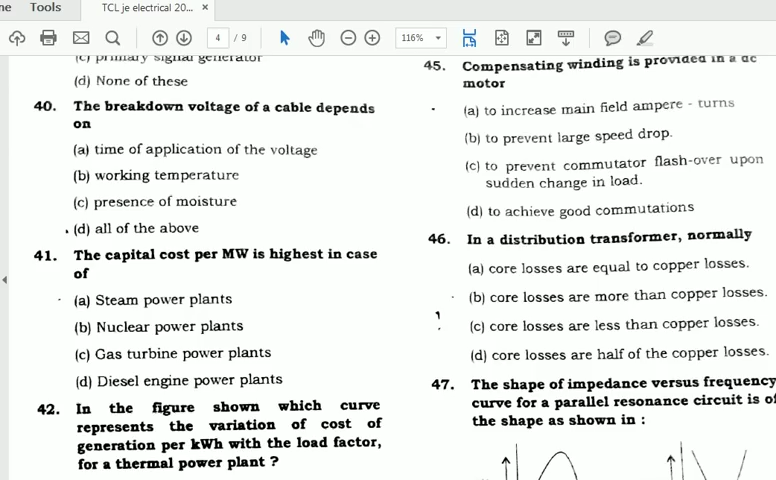 me
Tools
TCL je electrical 20... ×
4 / 9
116%
(c) primary signal generator
(d) None of these
40. The breakdown voltage of a cable depends
on
(a) time of application of the voltage
(b) working temperature
(c) presence of moisture
(d) all of the above
41. The capital cost per MW is highest in case
of
(a) Steam power plants
(b) Nuclear power plants
(c) Gas turbine power plants
(d) Diesel engine power plants
42. In the figure shown which curve
represents the variation of cost of
generation per kWh with the load factor,
for a thermal power plant ?
45. Compensating winding is provided in a dc
motor
(a) to increase main field ampere - turns
(b) to prevent large speed drop.
(c) to prevent commutator flash-over upon
sudden change in load.
(d) to achieve good commutations
46. In a distribution transformer, normally
(a) core losses are equal to copper losses.
(b) core losses are more than copper losses.
(c) core losses are less than copper losses.
(d) core losses are half of the copper losses.
47. The shape of impedance versus frequency
curve for a parallel resonance circuit is of
the shape as shown in :